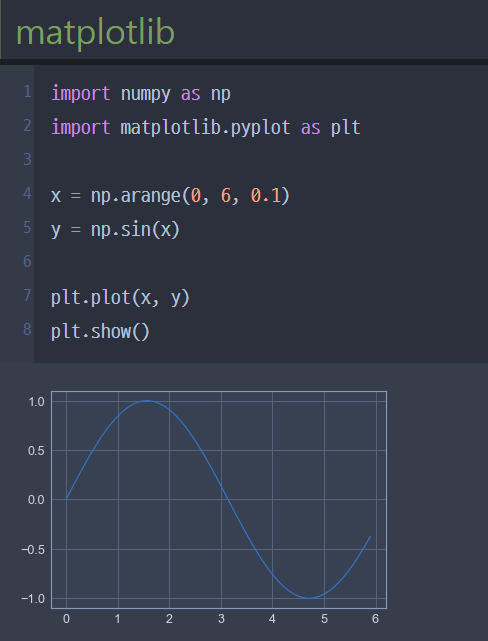 matplotlib
1 import numpy as np
2 import matplotlib.pyplot as plt
3
4 x = np.arange(0, 6, 0.1)
5 y = np.sin(x)
6
7 plt.plot(x, y)
8 plt.show()
1.0
0.5
0.0
−0.5
−1.0
0 1 2 3 4 5 6